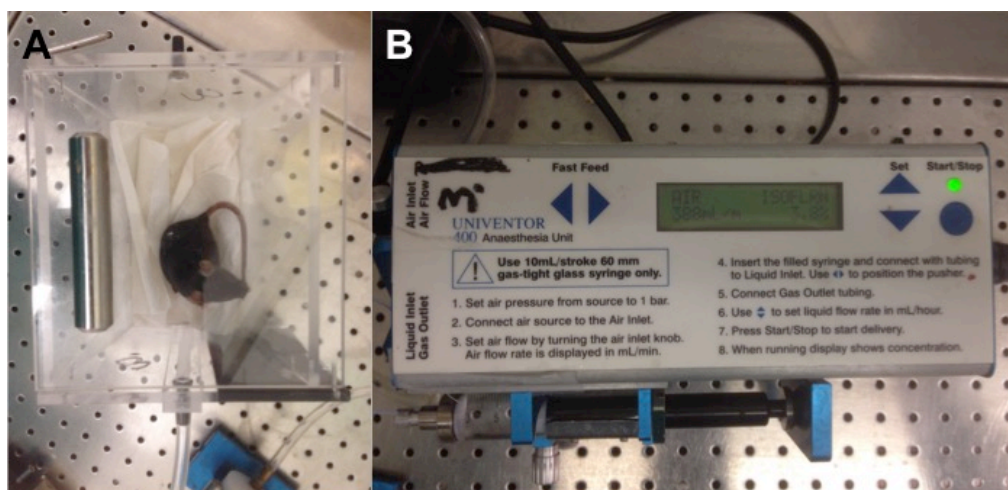 A
B
Air Inlet
Air Flow
Fast Feed
Set
Start/Stop
AIR ISOFLRN
UNIVENTOR
400 Anaesthesia Unit
Use 10mL/stroke 60 mm
gas-tight glass syringe only.
Liquid Inlet
Gas Outlet
1. Set air pressure from source to 1 bar.
2. Connect air source to the Air Inlet.
3. Set air flow by turning the air inlet knob.
Air flow rate is displayed in mL/min.
4. Insert the filled syringe and connect with tubing
to Liquid Inlet. Use to position the pusher.
5. Connect Gas Outlet tubing.
6. Use to set liquid flow rate in mL/hour.
7. Press Start/Stop to start delivery.
8. When running display shows concentration.